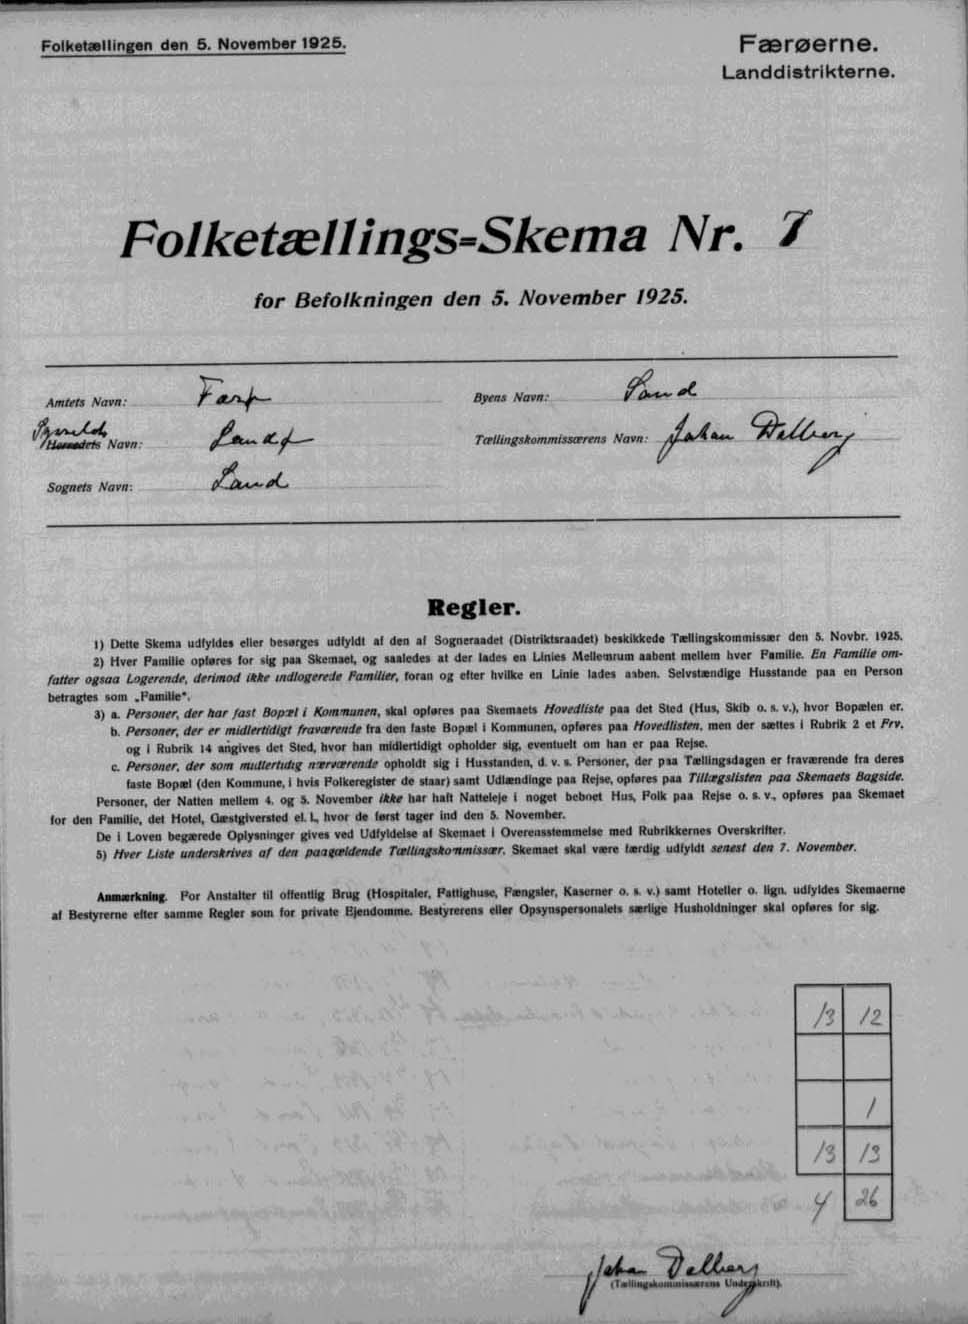 Folketællingen den 5. November 1925.
Færøerne.
Landdistrikterne.
Folketællings=Skema Nr. 7
for Befolkningen den 5. November 1925.
Amtets Navn: Færø
Byens Navn: Sand
Syssels
Herredets Navn: Sandø
Tællingskommissærens Navn: Johan Dalberg
Sognets Navn: Sand
Regler.
1) Dette Skema udfyldes eller besørges udfyldt af den af Sogneraadet (Distriktsraadet) beskikkede Tællingskommissær den 5. Novbr. 1925.
2) Hver Familie opføres for sig paa Skemaet, og saaledes at der lades en Linies Mellemrum aabent mellem hver Familie. En Familie om-
fatter ogsaa Logerende, derimod ikke indlogerede Familier, foran og efter hvilke en Linie lades aaben. Selvstændige Husstande paa en Person
betragtes som „Familie".
3) a. Personer, der har fast Bopæl i Kommunen, skal opføres paa Skemaets Hovedliste paa det Sted (Hus, Skib o. s. v.), hvor Bopælen er.
b. Personer, der er midlertidigt fraværende fra den faste Bopæl i Kommunen, opføres paa Hovedlisten, men der sættes i Rubrik 2 et Frv.
og i Rubrik 14 angives det Sted, hvor han midlertidigt opholder sig, eventuelt om han er paa Rejse.
c. Personer, der som midlertidig nærværende opholdt sig i Husstanden, d. v. s. Personer, der paa Tællingsdagen er fraværende fra deres
faste Bopæl (den Kommune, i hvis Folkeregister de staar) samt Udlændinge paa Rejse, opføres paa Tillægslisten paa Skemaets Bagside.
Personer, der Natten mellem 4. og 5. November ikke har haft Natteleje i noget beboet Hus, Folk paa Rejse o. s. v., opføres paa Skemaet
for den Familie, det Hotel, Gæstgiversted el. l., hvor de først tager ind den 5. November.
De i Loven begærede Oplysninger gives ved Udfyldelse af Skemaet i Overensstemmelse med Rubrikkernes Overskrifter.
5) Hver Liste underskrives af den paagældende Tællingskommissær. Skemaet skal være færdig udfyldt senest den 7. November.
Anmærkning. For Anstalter til offentlig Brug (Hospitaler, Fattighuse, Fængsler, Kaserner o. s. v.) samt Hoteller o. lign. udfyldes Skemaerne
af Bestyrerne efter samme Regler som for private Ejendomme. Bestyrerens eller Opsynspersonalets særlige Husholdninger skal opføres for sig.
13 12
1
13 13
4 26
Johan Dalberg
(Tællingskommissærens Underskrift).